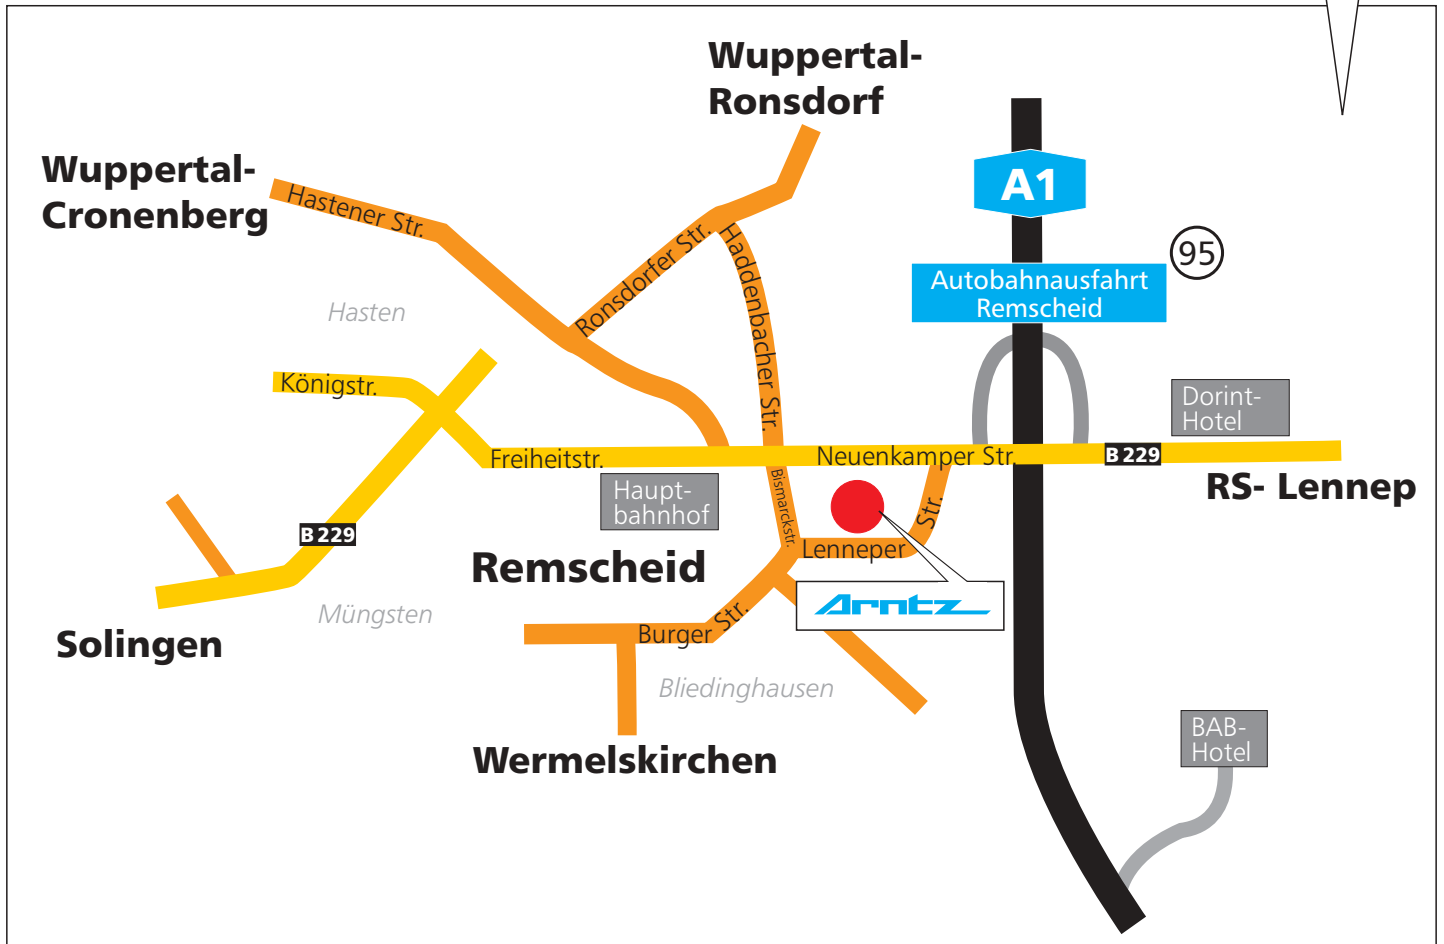 Wuppertal-
Ronsdorf
Wuppertal-
Cronenberg
Hastener Str.
A1
95
Autobahnausfahrt
Remscheid
Ronsdorfer Str.
Haddenbacher Str.
Hasten
Königstr.
Dorint-
Hotel
Freiheitstr.
Neuenkamper Str.
B 229
RS- Lennep
Haupt-
bahnhof
Bismarckstr.
B 229
Lenneper Str.
Remscheid
Arntz
Müngsten
Solingen
Burger Str.
Bliedinghausen
BAB-
Hotel
Wermelskirchen